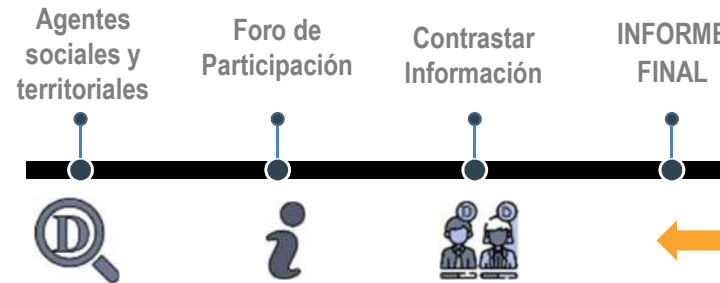 Agentes
sociales y
territoriales
Foro de
Participación
Contrastar
Información
INFORME
FINAL
D
i
D D